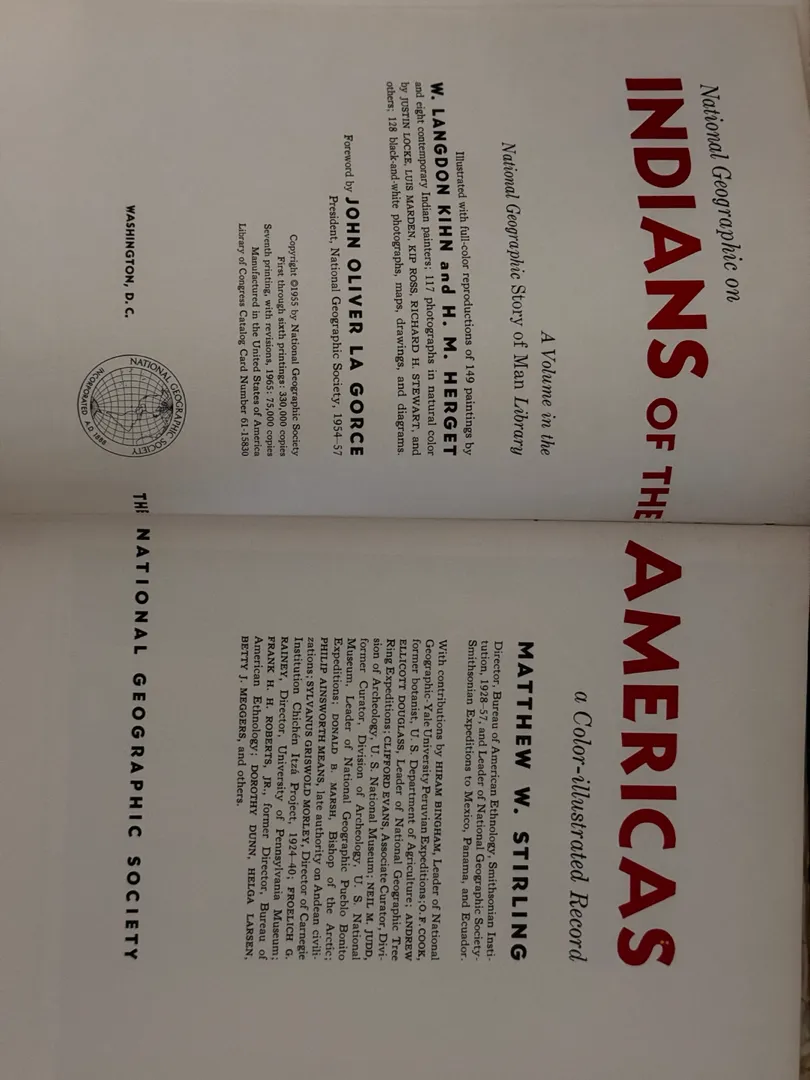 National Geographic on
INDIANS OF THE AMERICAS
a Color-illustrated Record
A Volume in the
National Geographic Story of Man Library
Illustrated with full-color reproductions of 149 paintings by
W. LANGDON KIHN and H. M. HERGET
and eight contemporary Indian painters; 117 photographs in natural color
by JUSTIN LOCKE, LUIS MARDEN, KIP ROSS, RICHARD H. STEWART, and
others; 128 black-and-white photographs, maps, drawings, and diagrams.
Foreword by JOHN OLIVER LA GORCE
President, National Geographic Society, 1954-57
Copyright ©1955 by National Geographic Society
First through sixth printings: 330,000 copies
Seventh printing, with revisions, 1965: 75,000 copies
Manufactured in the United States of America
Library of Congress Catalog Card Number 61-15830
MATTHEW W. STIRLING
Director, Bureau of American Ethnology, Smithsonian Insti-
tution, 1928-57, and Leader of National Geographic Society-
Smithsonian Expeditions to Mexico, Panama, and Ecuador.
With contributions by HIRAM BINGHAM, Leader of National
Geographic-Yale University Peruvian Expeditions; O. F. COOK,
former botanist, U. S. Department of Agriculture; ANDREW
ELLICOTT DOUGLASS, Leader of National Geographic Tree
Ring Expeditions; CLIFFORD EVANS, Associate Curator, Divi-
sion of Archeology, U. S. National Museum; NEIL M. JUDD,
former Curator, Division of Archeology, U. S. National
Museum, Leader of National Geographic Pueblo Bonito
Expeditions; DONALD B. MARSH, Bishop of the Arctic;
PHILIP AINSWORTH MEANS, late authority on Andean civili-
zations; SYLVANUS GRISWOLD MORLEY, Director of Carnegie
Institution Chichén Itzá Project, 1924-40; FROELICH G.
RAINEY, Director, University of Pennsylvania Museum;
FRANK H. H. ROBERTS, JR., former Director, Bureau of
American Ethnology; DOROTHY DUNN, HELGA LARSEN,
BETTY J. MEGGERS, and others.
WASHINGTON, D. C.
NATIONAL GEOGRAPHIC SOCIETY
INCORPORATED A.D. 1888
THE NATIONAL GEOGRAPHIC SOCIETY